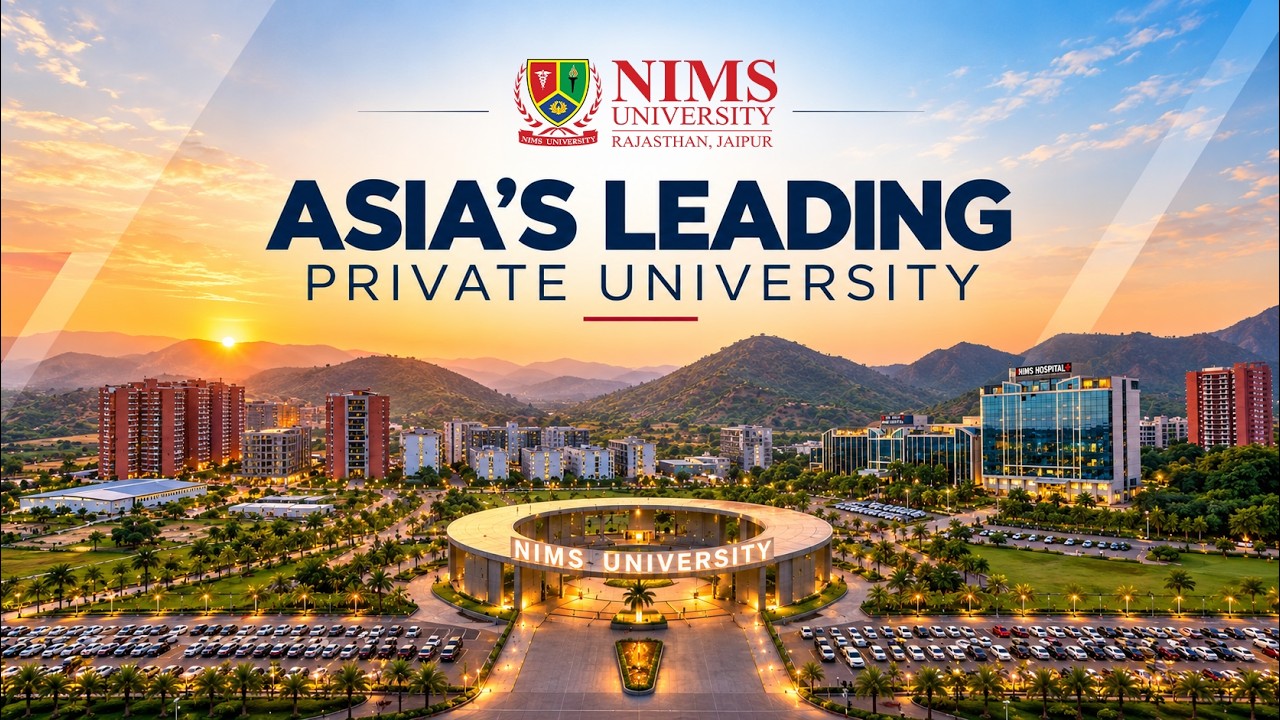 NIMS
UNIVERSITY
RAJASTHAN, JAIPUR
NIMS UNIVERSITY
ASIA'S LEADING
PRIVATE UNIVERSITY
NIMS HOSPITAL
NIMS UNIVERSITY